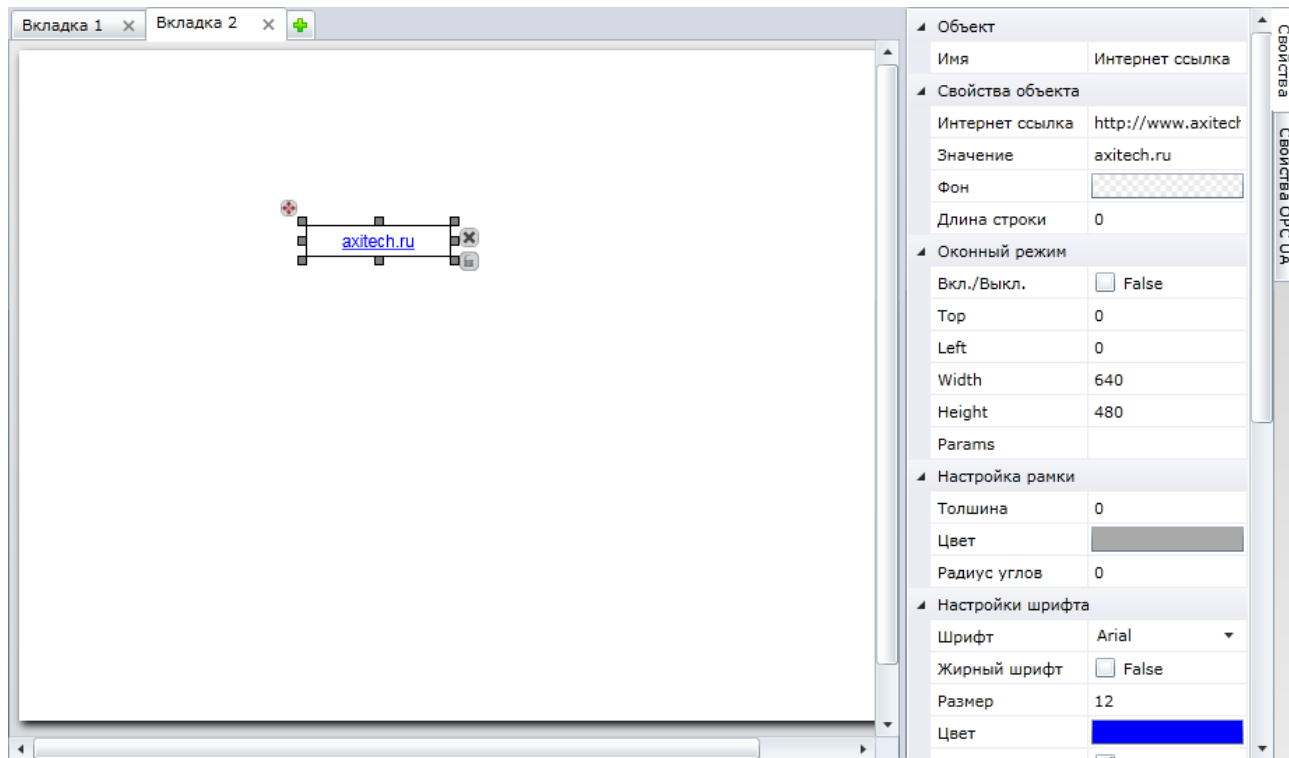 Вкладка 1
Вкладка 2
axitech.ru
Объект
Имя Интернет ссылка
Свойства объекта
Интернет ссылка http://www.axitech
Значение axitech.ru
Фон
Длина строки 0
Оконный режим
Вкл./Выкл. False
Top 0
Left 0
Width 640
Height 480
Params
Настройка рамки
Толшина 0
Цвет
Радиус углов 0
Настройки шрифта
Шрифт Arial
Жирный шрифт False
Размер 12
Цвет
Свойства
Свойства OPC UA